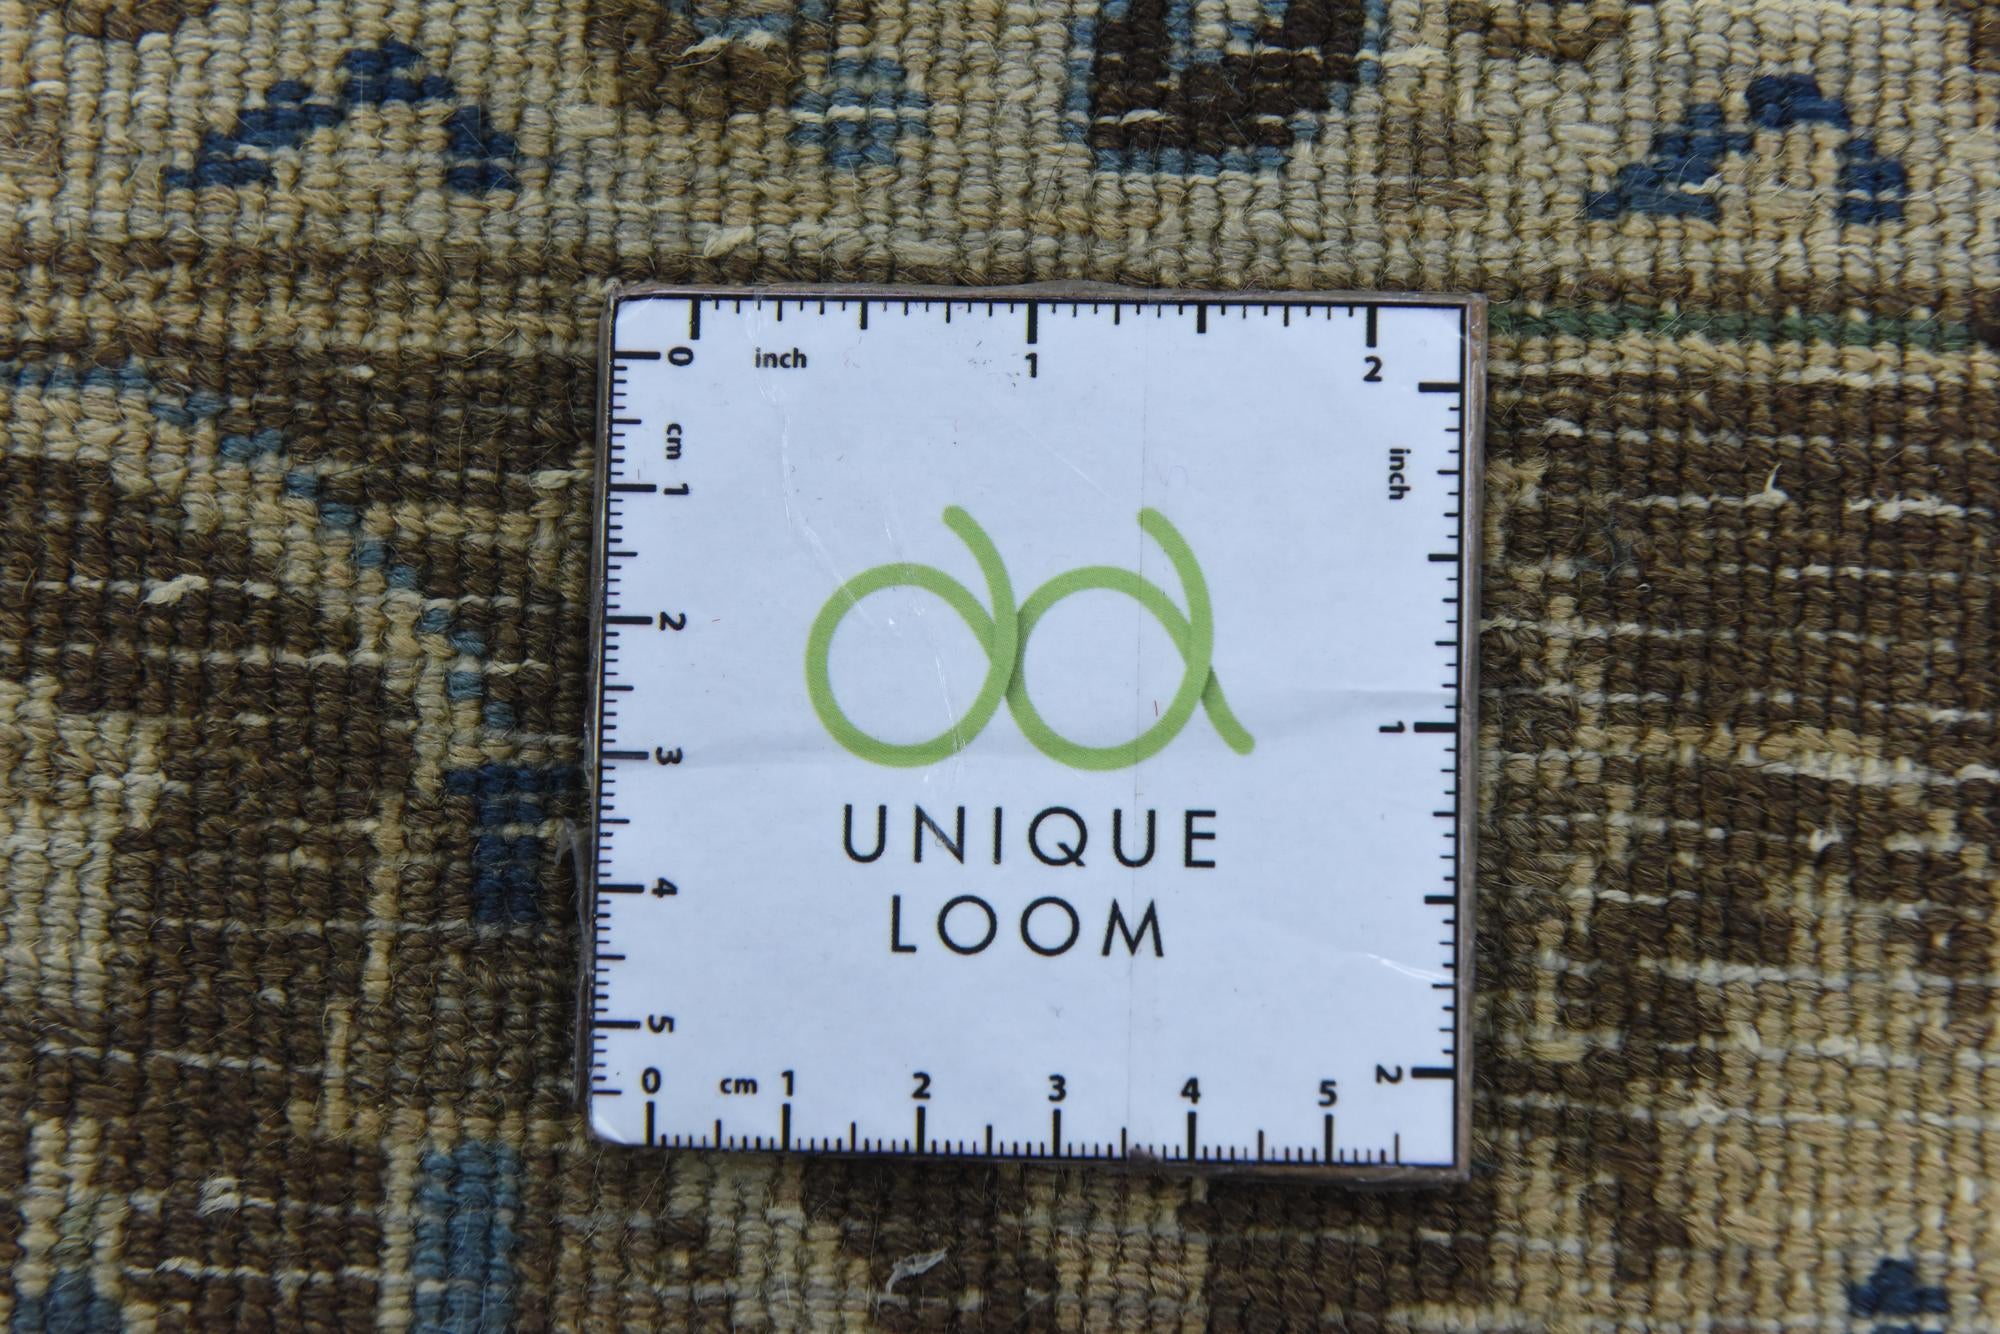 0 inch 1 2
cm 1 2 3 4 5
inch 1 2
UNIQUE
LOOM
0 cm 1 2 3 4 5